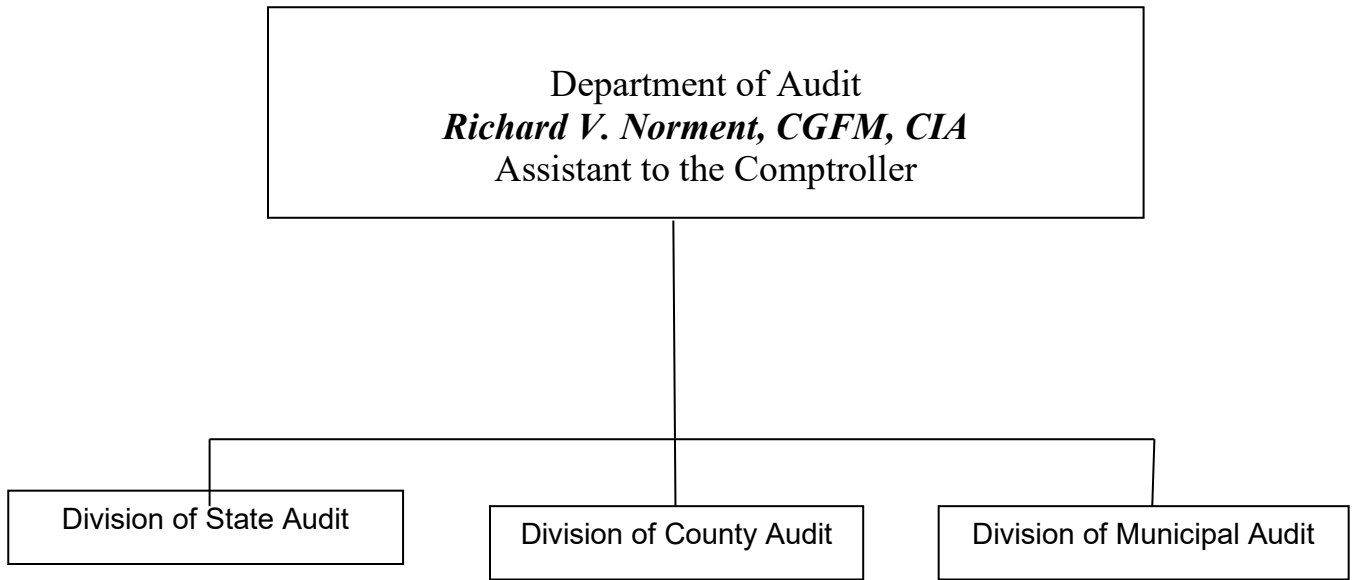 Department of Audit
Richard V. Norment, CGFM, CIA
Assistant to the Comptroller
Division of State Audit
Division of County Audit
Division of Municipal Audit